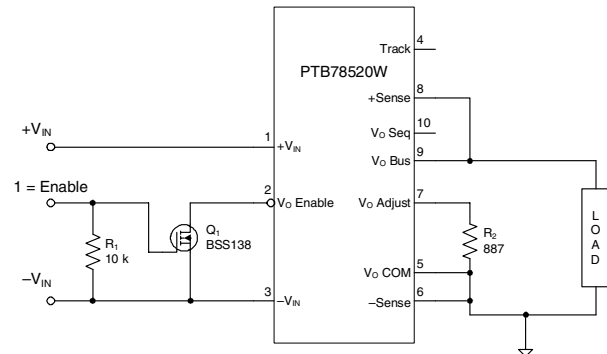 PTB78520W
Track
4
+Sense
8
VO Seq
10
VO Bus
9
+VIN
1
+VIN
1 = Enable
2
VO Enable
VO Adjust
7
Q1
BSS138
R1
10 k
R2
887
LOAD
VO COM
5
−VIN
3
−VIN
−Sense
6